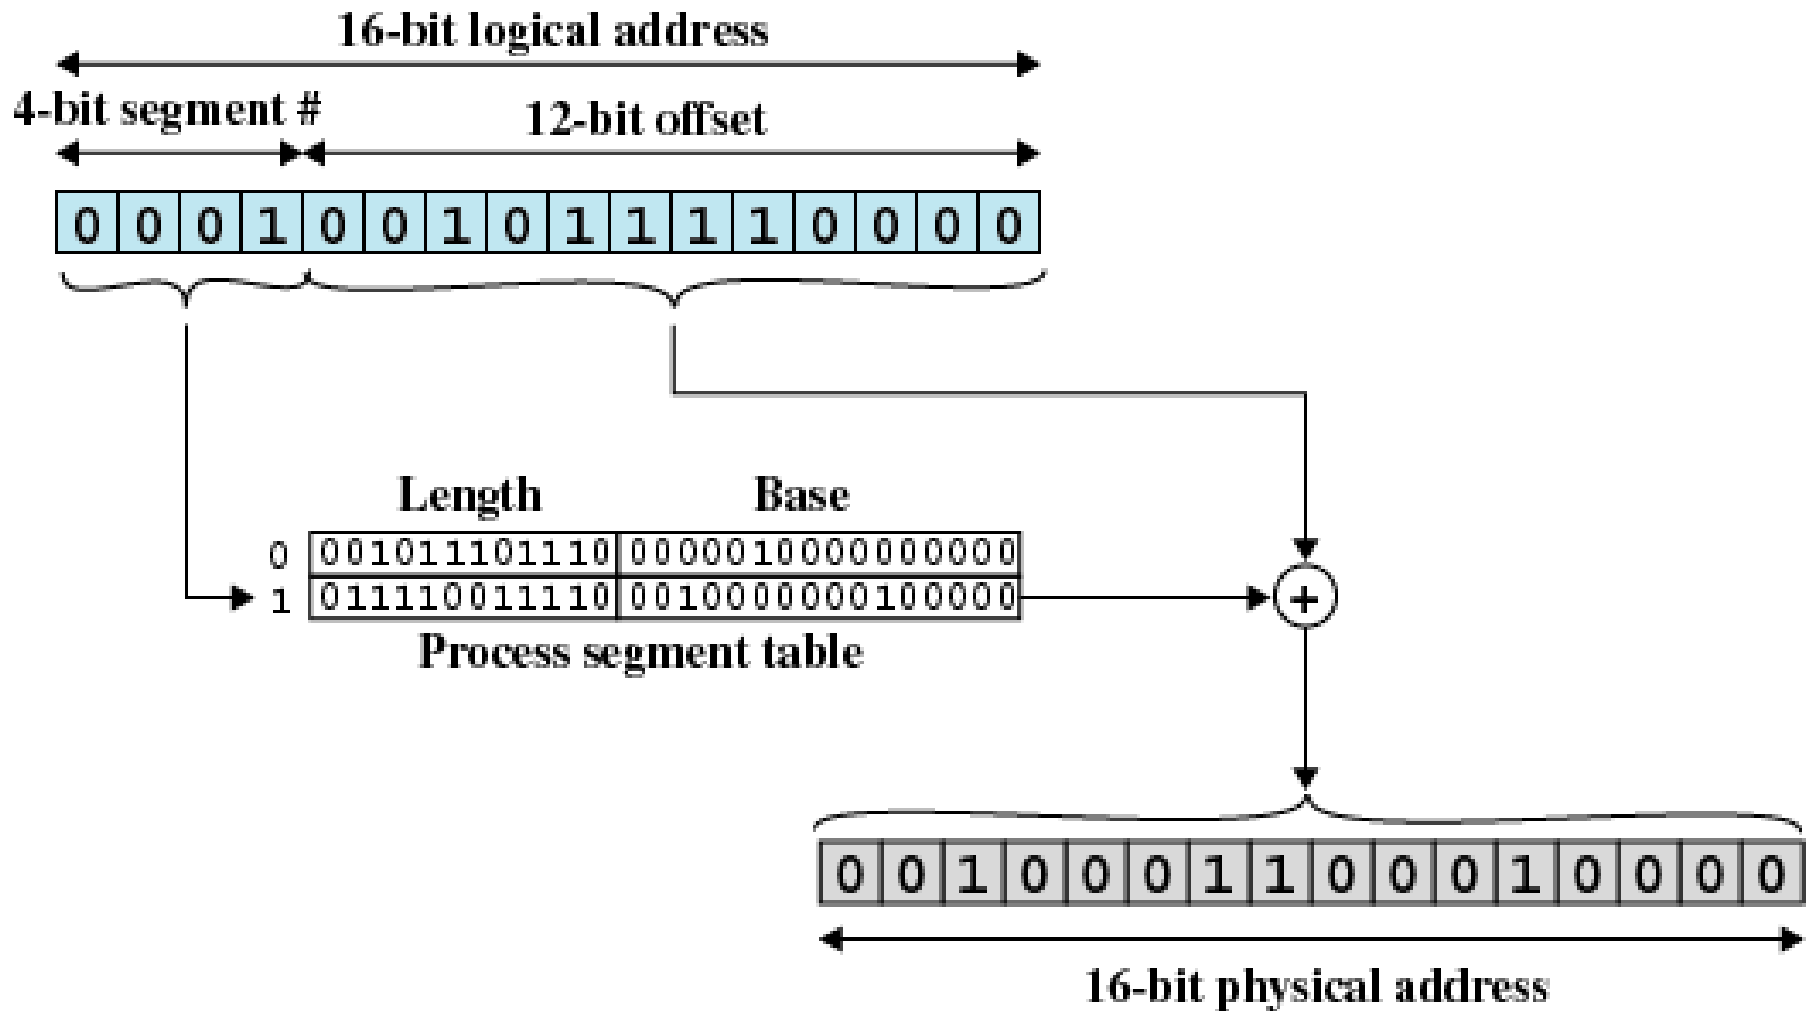 16-bit logical address
4-bit segment # 12-bit offset
0 0 0 1 0 0 1 0 1 1 1 1 0 0 0 0
Length Base
0 001011101110 0000010000000000
1 011110011110 0010000000100000
+
Process segment table
0 0 1 0 0 0 1 1 0 0 0 1 0 0 0 0
16-bit physical address